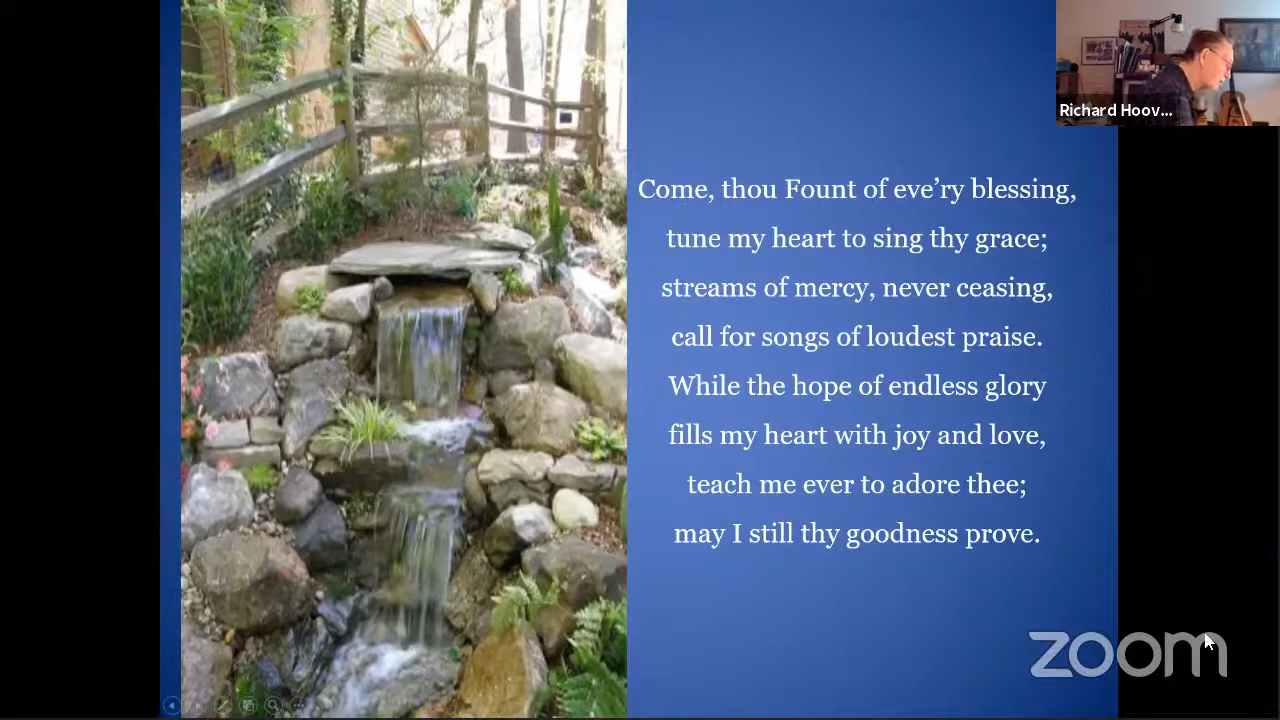 Richard Hoov...
Come, thou Fount of eve’ry blessing,
tune my heart to sing thy grace;
streams of mercy, never ceasing,
call for songs of loudest praise.
While the hope of endless glory
fills my heart with joy and love,
teach me ever to adore thee;
may I still thy goodness prove.
zoom